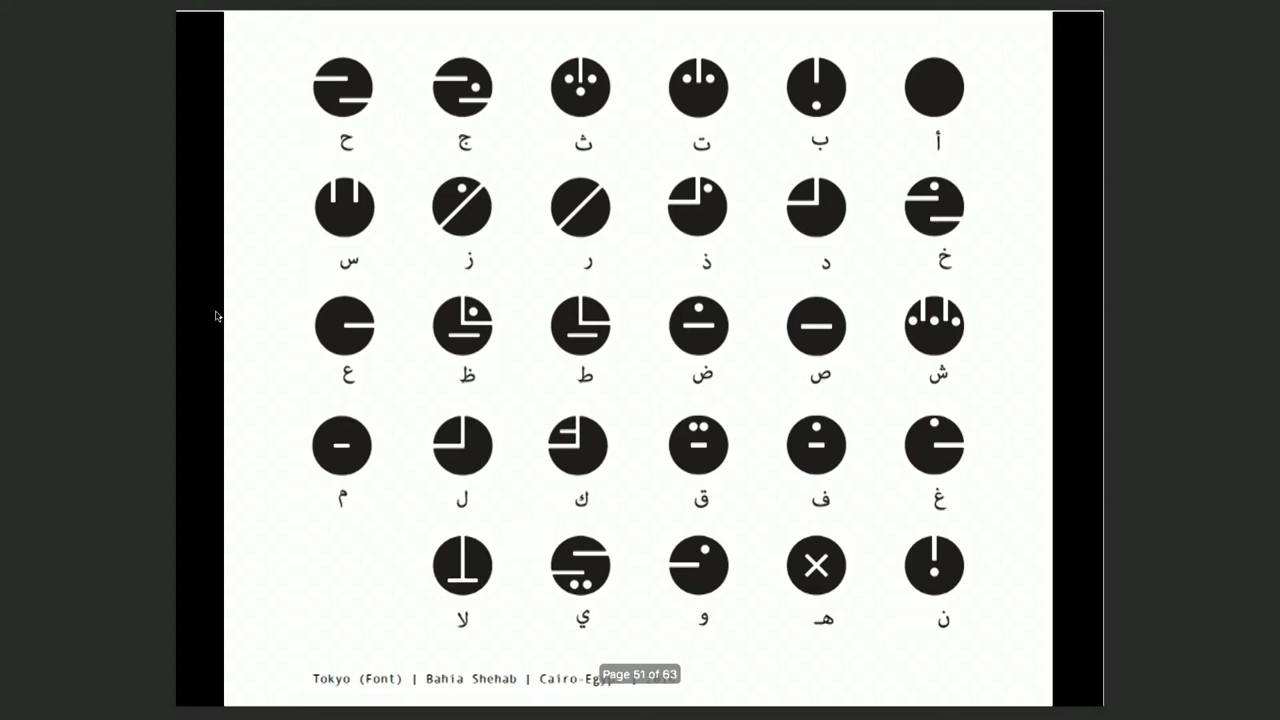 أ ب ت ث ج ح
خ د ذ ر ز س
ش ص ض ط ظ ع
غ ف ق ك ل م
ن هـ و ي لا
Tokyo (Font) | Bahia Shehab | Cairo-Eg
Page 51 of 63